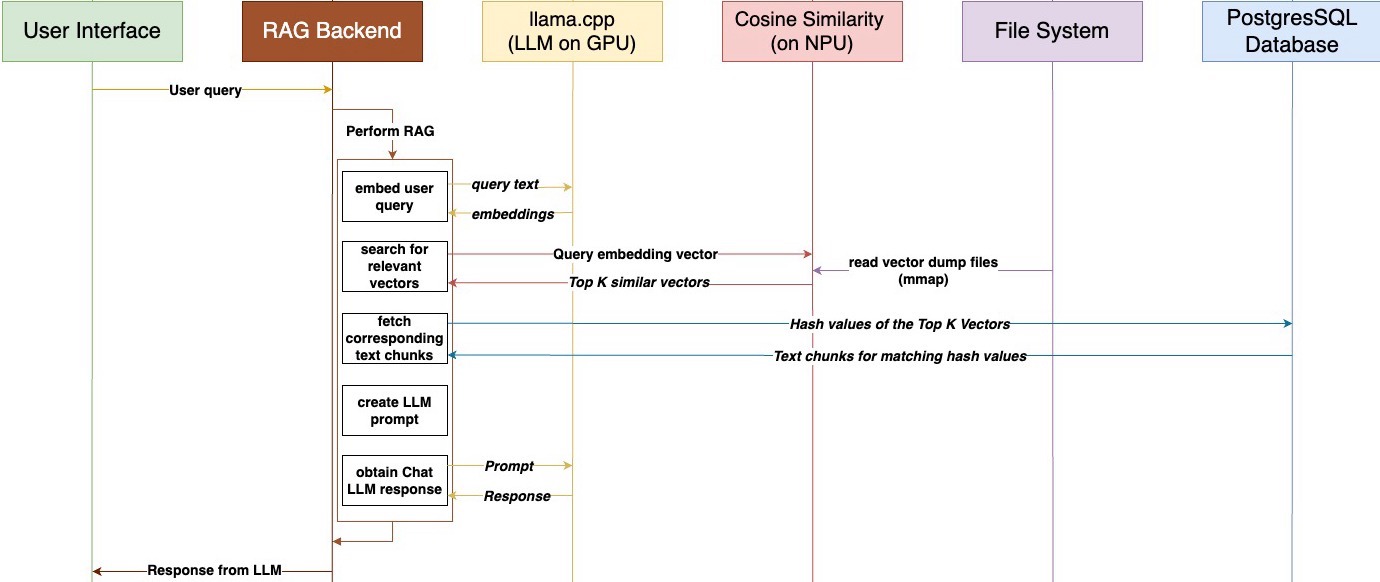 User Interface
RAG Backend
llama.cpp
(LLM on GPU)
Cosine Similarity
(on NPU)
File System
PostgresSQL
Database
User query
Perform RAG
embed user
query
query text
embeddings
search for
relevant
vectors
Query embedding vector
read vector dump files
(mmap)
Top K similar vectors
fetch
corresponding
text chunks
Hash values of the Top K Vectors
Text chunks for matching hash values
create LLM
prompt
obtain Chat
LLM response
Prompt
Response
Response from LLM